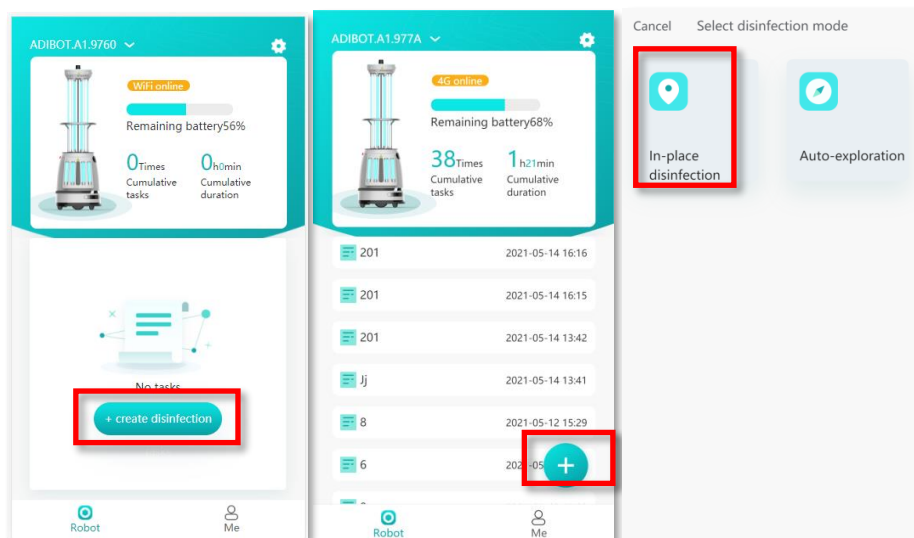 ADIBOT.A1.9760
WiFi online
Remaining battery56%
0Times
0h0min
Cumulative tasks
Cumulative duration
No tasks
+ create disinfection
Robot
Me
ADIBOT.A1.977A
4G online
Remaining battery68%
38Times
1h21min
Cumulative tasks
Cumulative duration
201 2021-05-14 16:16
201 2021-05-14 16:15
201 2021-05-14 13:42
Jj 2021-05-14 13:41
8 2021-05-12 15:29
6
Robot
Me
Cancel Select disinfection mode
In-place disinfection
Auto-exploration